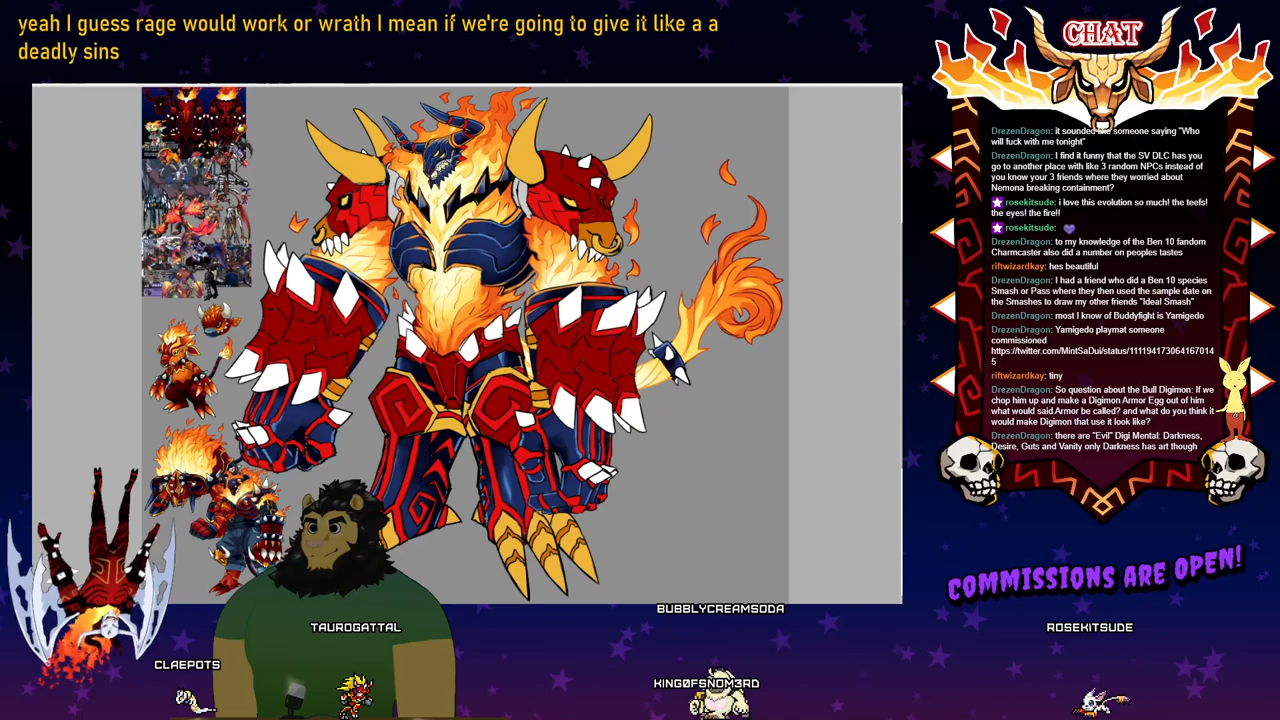 yeah I guess rage would work or wrath I mean if we're going to give it like a a
deadly sins
CHAT
DrezenDragon: it sounded like someone saying "Who
will fuck with me tonight"
DrezenDragon: I find it funny that the SV DLC has you
go to another place with like 3 random NPCs instead of
you know your 3 friends where they worried about
Nemona breaking containment?
rosekitsude: i love this evolution so much! the teefs!
the eyes! the fire!!
rosekitsude:
DrezenDragon: to my knowledge of the Ben 10 fandom
Charmcaster also did a number on peoples tastes
riftwizardkay: hes beautiful
DrezenDragon: I had a friend who did a Ben 10 species
Smash or Pass where they then used the sample date on
the Smashes to draw my other friends "Ideal Smash"
DrezenDragon: most I know of Buddyfight is Yamigedo
DrezenDragon: Yamigedo playmat someone
commissioned
https://twitter.com/MintSaDui/status/111194173064167014
5
riftwizardkay: tiny
DrezenDragon: So question about the Bull Digimon: If we
chop him up and make a Digimon Armor Egg out of him
what would said Armor be called? and what do you think it
would make Digimon that use it look like?
DrezenDragon: there are "Evil" Digi Mental: Darkness,
Desire, Guts and Vanity only Darkness has art though
COMMISSIONS ARE OPEN!
BUBBLYCREAMSODA
TAUROGATTAL
ROSEKITSUDE
CLAEPOTS
KING0FSN0M3RD